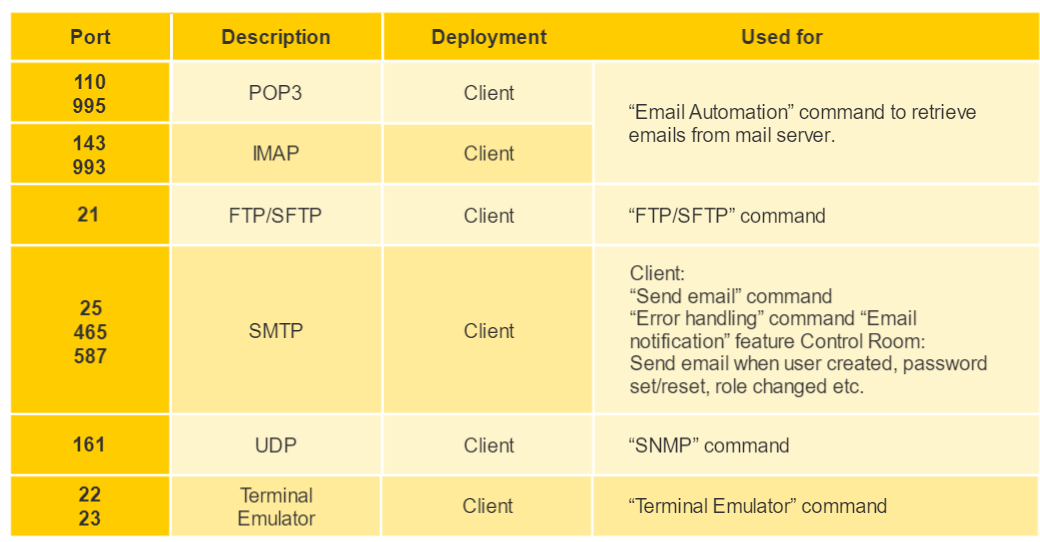 Port Description Deployment Used for
110
995
POP3
Client
“Email Automation” command to retrieve
emails from mail server.
143
993
IMAP
Client
21
FTP/SFTP
Client
“FTP/SFTP” command
25
465
587
SMTP
Client
Client:
“Send email” command
“Error handling” command “Email
notification” feature Control Room:
Send email when user created, password
set/reset, role changed etc.
161
UDP
Client
“SNMP” command
22
23
Terminal
Emulator
Client
“Terminal Emulator” command